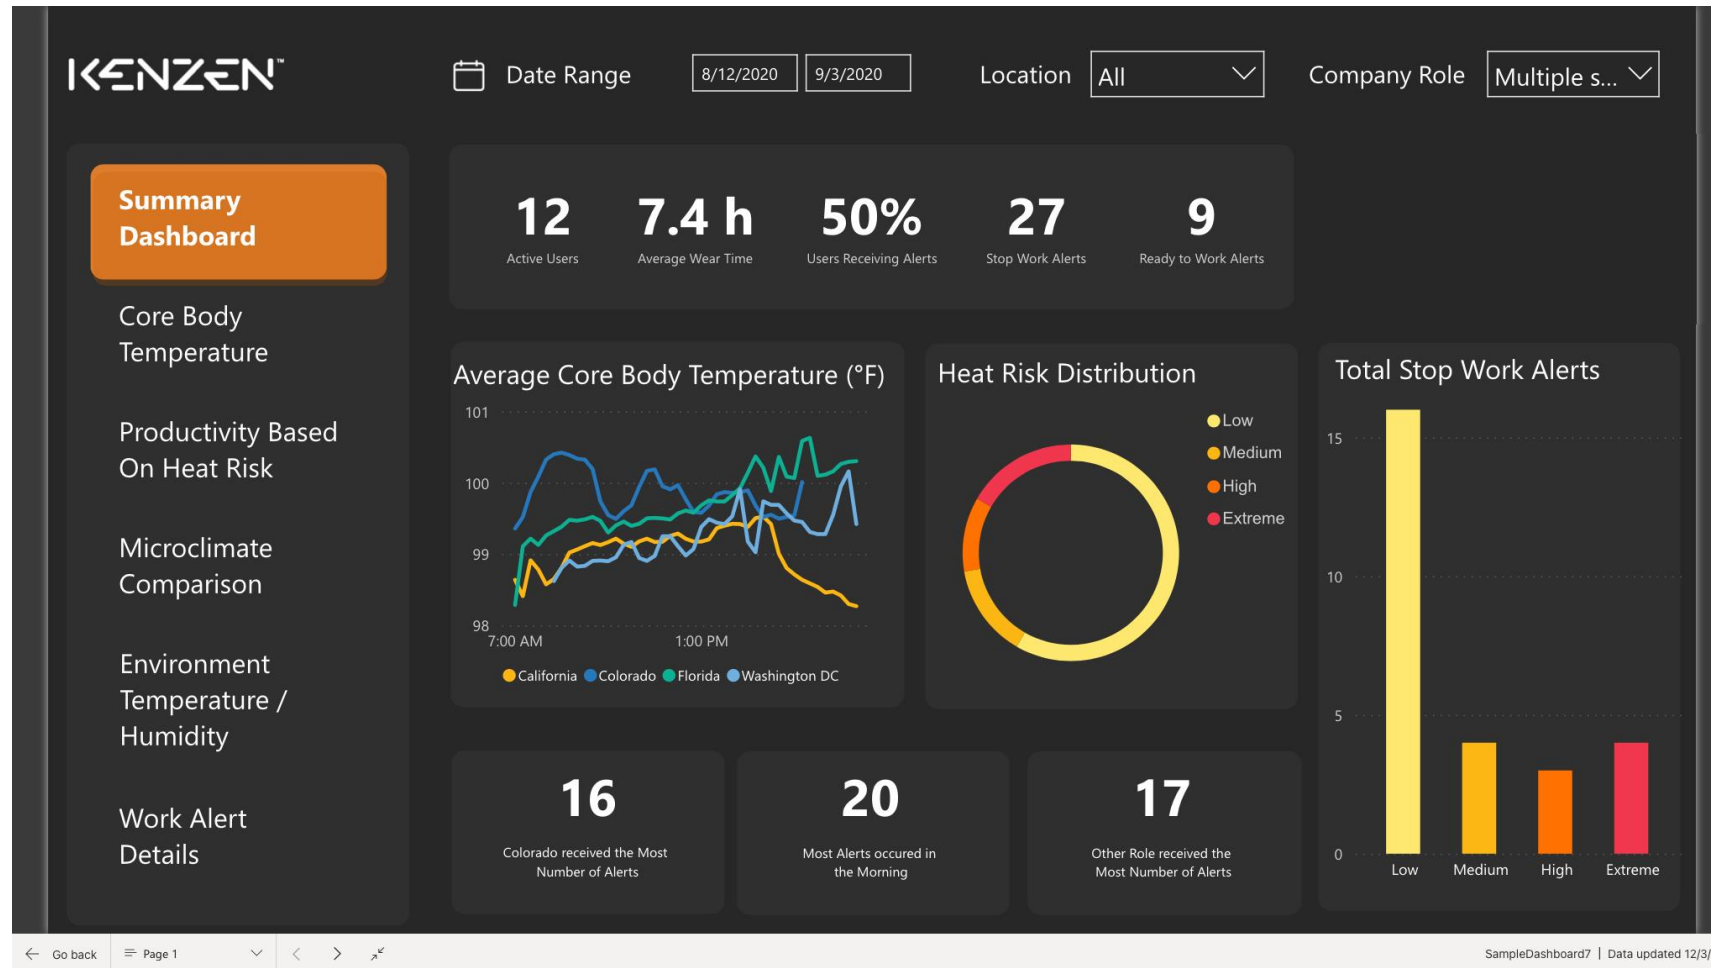 KENZEN™
Date Range
8/12/2020
9/3/2020
Location
All
Company Role
Multiple s...
Summary
Dashboard
Core Body
Temperature
Productivity Based
On Heat Risk
Microclimate
Comparison
Environment
Temperature /
Humidity
Work Alert
Details
12
Active Users
7.4 h
Average Wear Time
50%
Users Receiving Alerts
27
Stop Work Alerts
9
Ready to Work Alerts
Average Core Body Temperature (°F)
101
100
99
98
7:00 AM
1:00 PM
California
Colorado
Florida
Washington DC
Heat Risk Distribution
Low
Medium
High
Extreme
Total Stop Work Alerts
15
10
5
0
Low
Medium
High
Extreme
16
Colorado received the Most
Number of Alerts
20
Most Alerts occured in
the Morning
17
Other Role received the
Most Number of Alerts
Go back
Page 1
SampleDashboard7 | Data updated 12/3/